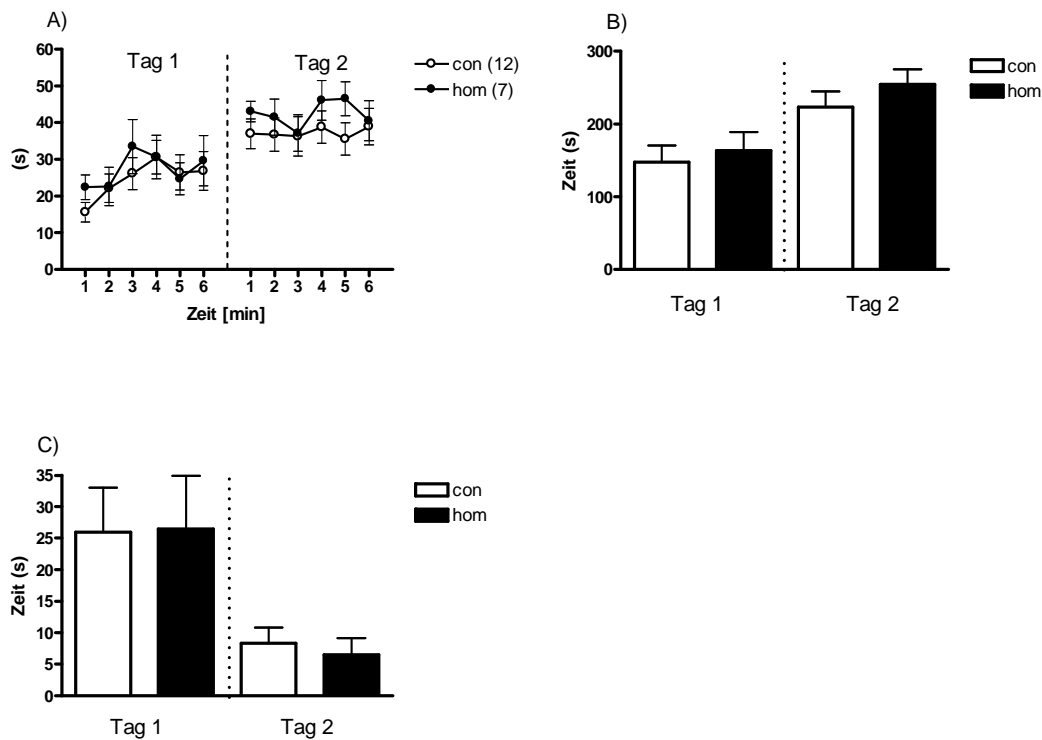 A)
60
50
40
30
20
10
0
(s)
Tag 1
Tag 2
con (12)
hom (7)
1 2 3 4 5 6 1 2 3 4 5 6
Zeit [min]
B)
300
200
100
0
Zeit (s)
con
hom
Tag 1 Tag 2
C)
35
30
25
20
15
10
5
0
Zeit (s)
con
hom
Tag 1 Tag 2